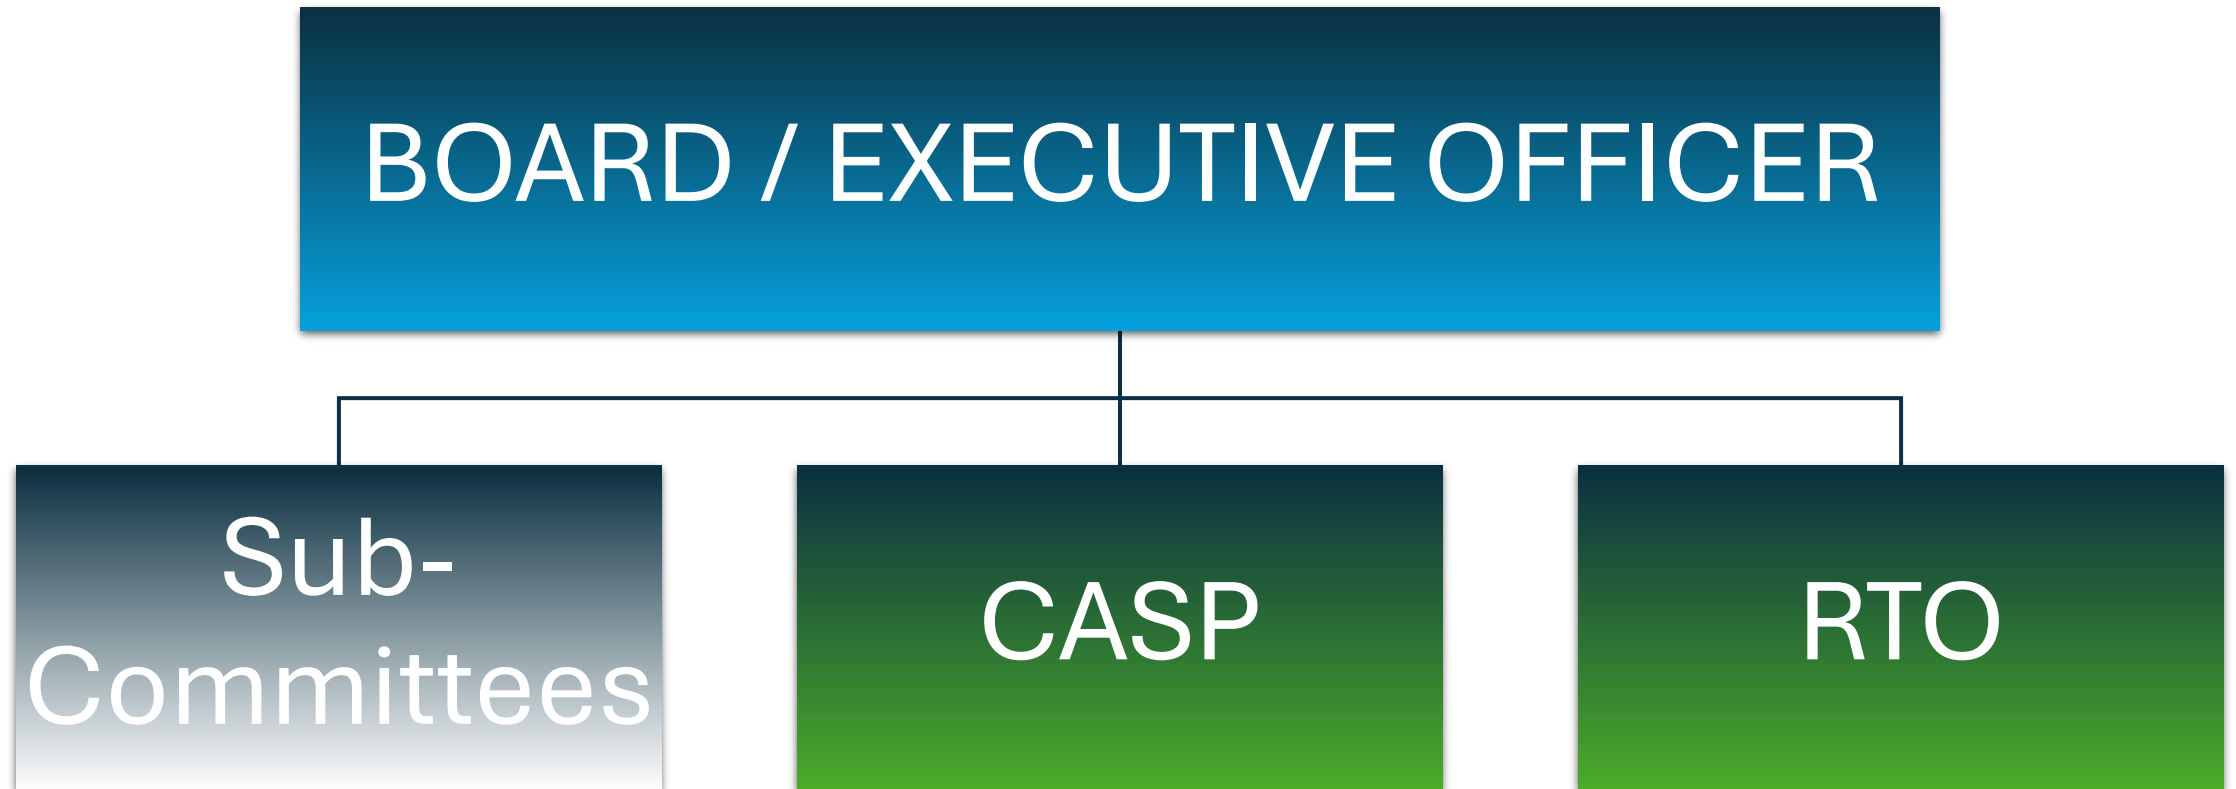 BOARD / EXECUTIVE OFFICER
Sub-
Committees
CASP
RTO